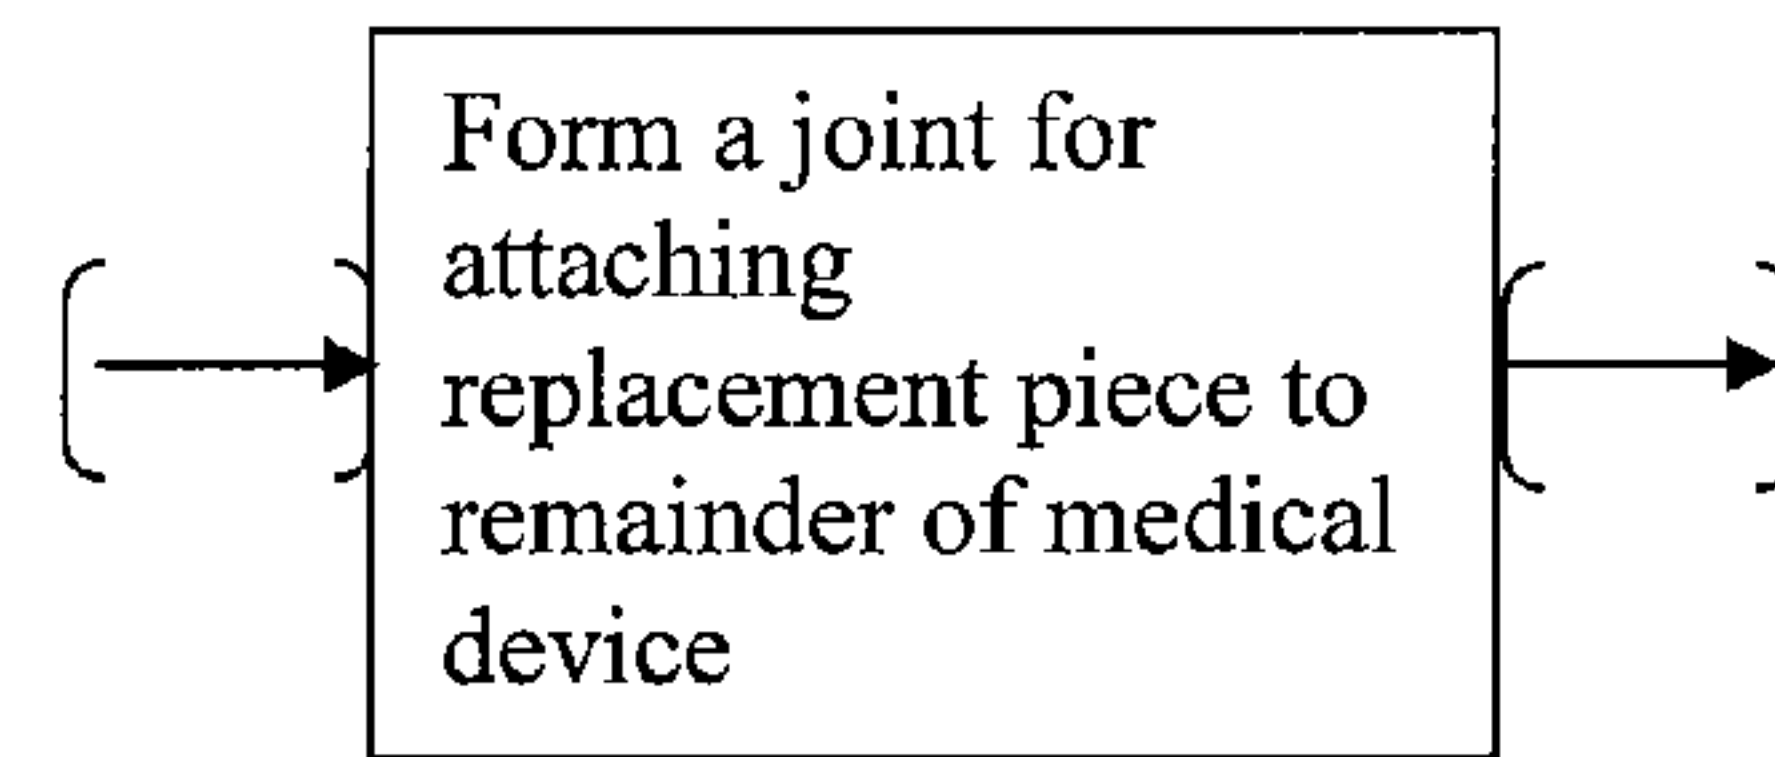 Form a joint for
attaching
replacement piece to
remainder of medical
device